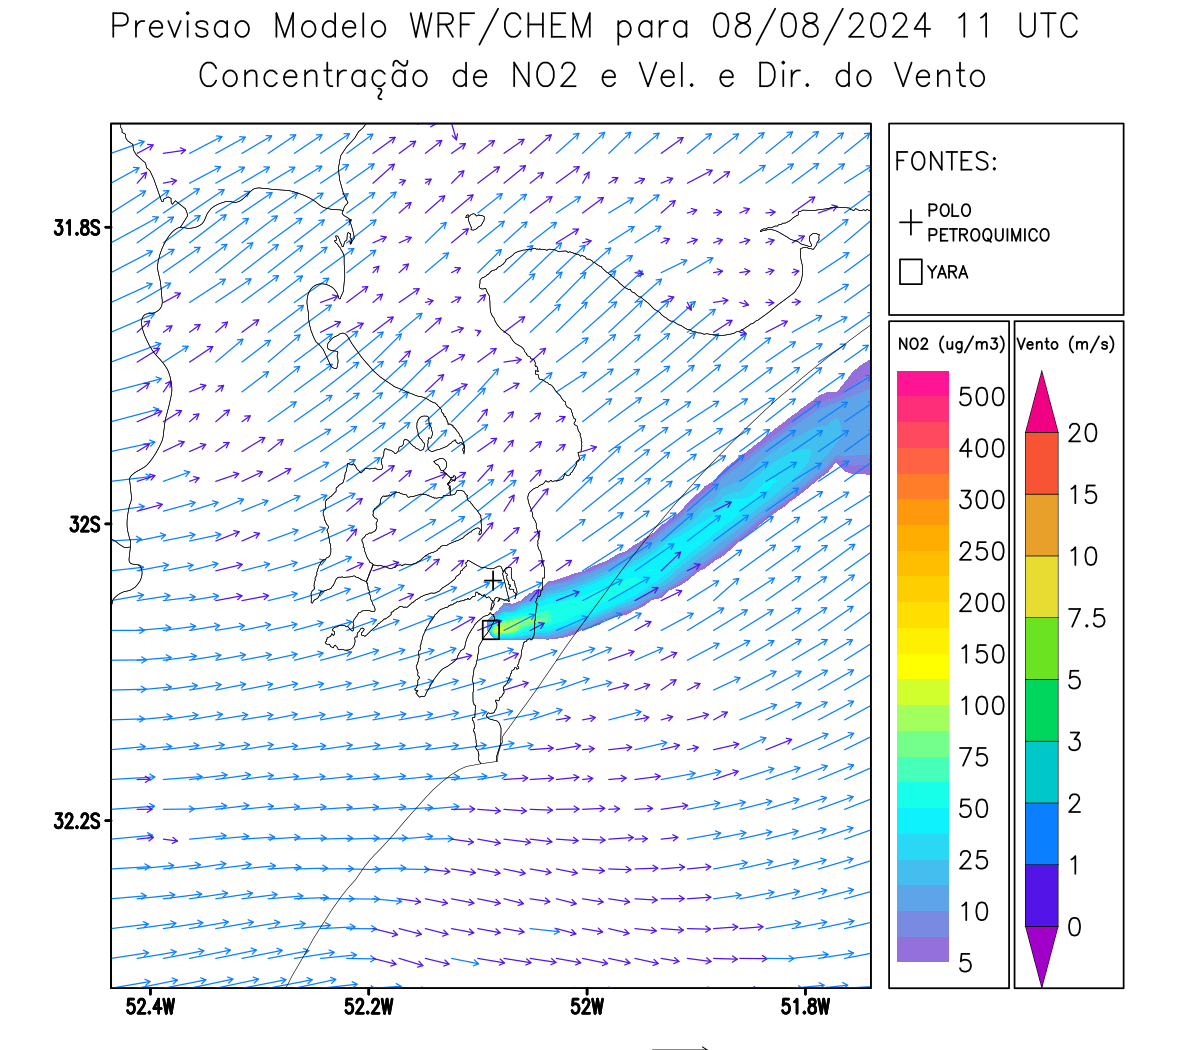 Previsao Modelo WRF/CHEM para 08/08/2024 11 UTC
Concentração de NO2 e Vel. e Dir. do Vento
FONTES:
POLO
PETROQUIMICO
YARA
NO2 (ug/m3)
500
400
300
250
200
150
100
75
50
25
10
5
Vento (m/s)
20
15
10
7.5
5
3
2
1
0
31.8S
32S
32.2S
52.4W
52.2W
52W
51.8W